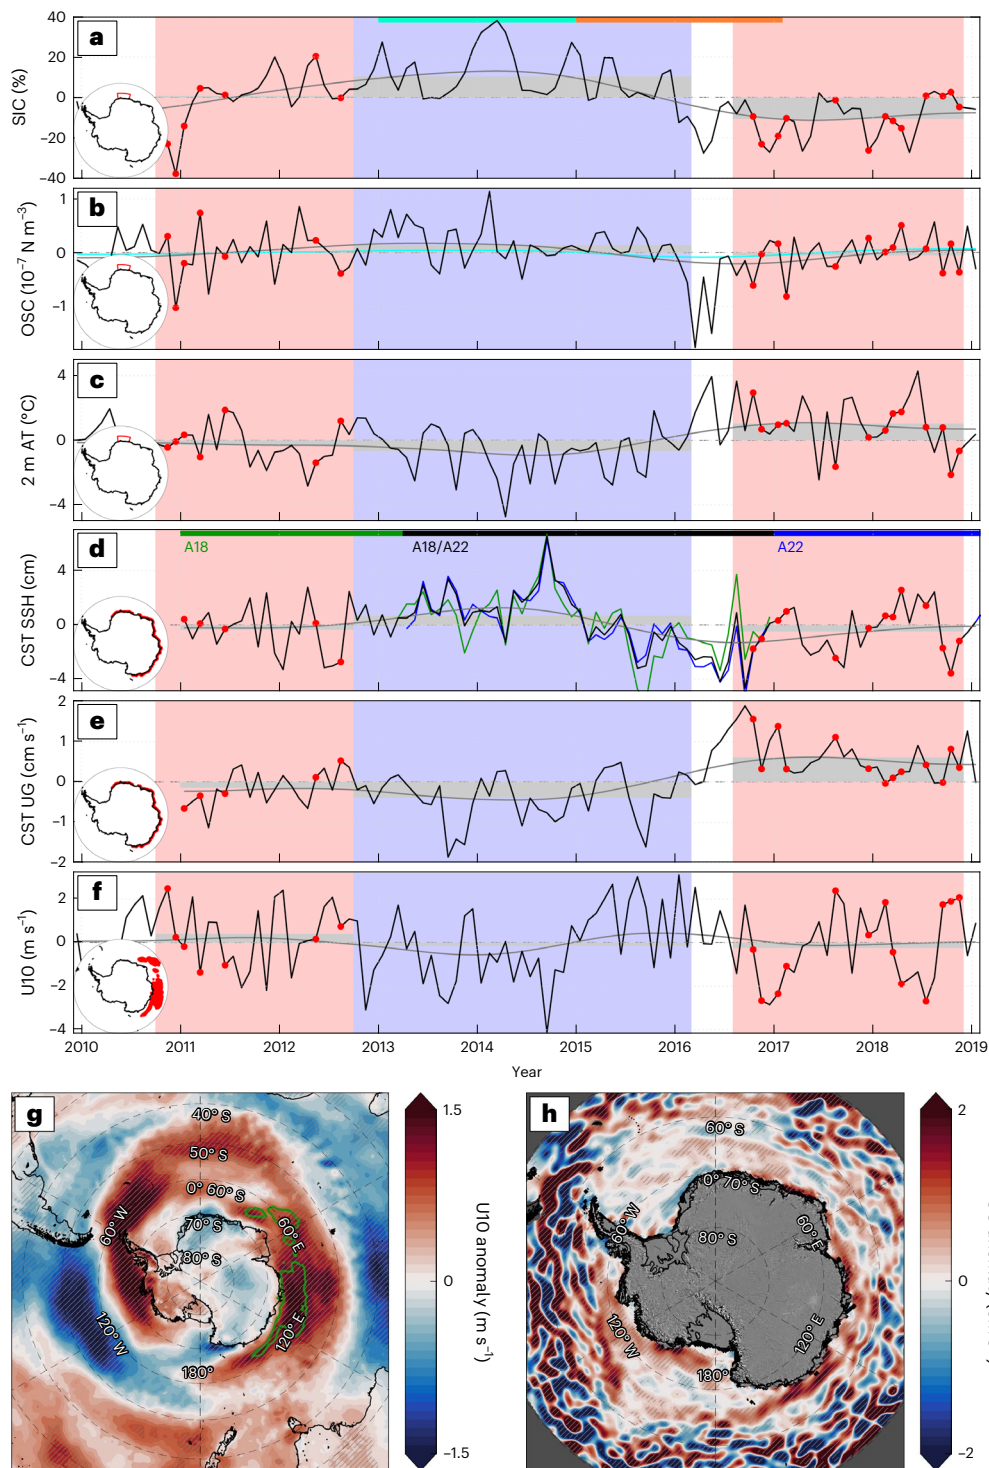 a
SIC (%)
40
20
0
−20
−40
b
OSC (10⁻⁷ N m⁻³)
1
0
−1
c
2 m AT (°C)
4
0
−4
d
CST SSH (cm)
4
0
−4
A18
A18/A22
A22
e
CST UG (cm s⁻¹)
2
1
0
−1
−2
f
U10 (m s⁻¹)
2
0
−2
−4
2010 2011 2012 2013 2014 2015 2016 2017 2018 2019
Year
g
40° S
50° S
0° 60° S
70° S
80° S
60° W
60° E
120° W
120° E
180°
1.5
0
−1.5
U10 anomaly (m s⁻¹)
h
60° S
0° 70° S
80° S
60° W
60° E
120° W
120° E
180°
2
0
−2